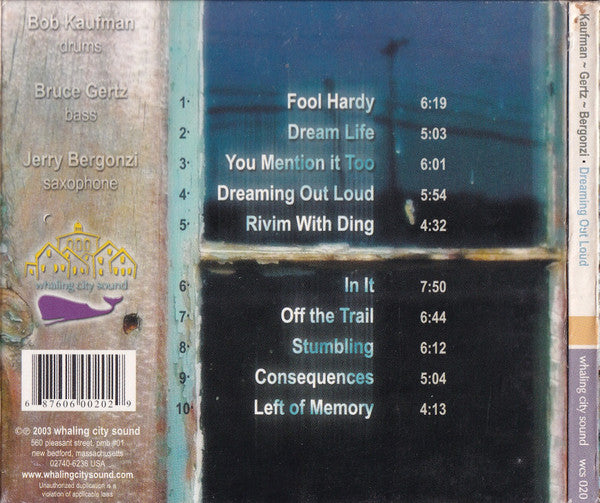 Bob Kaufman
drums
Bruce Gertz
bass
Jerry Bergonzi
saxophone
whaling city sound
6 87606 00202 9
©℗ 2003 whaling city sound
560 pleasant street, pmb #01
new bedford, massachusetts
02740-6236 USA
www.whalingcitysound.com
Unauthorized duplication is a
violation of applicable laws
1· Fool Hardy 6:19
2· Dream Life 5:03
3· You Mention it Too 6:01
4· Dreaming Out Loud 5:54
5· Rivim With Ding 4:32
6· In It 7:50
7· Off the Trail 6:44
8· Stumbling 6:12
9· Consequences 5:04
10· Left of Memory 4:13
Kaufman ~ Gertz ~ Bergonzi · Dreaming Out Loud
whaling city sound wcs 020